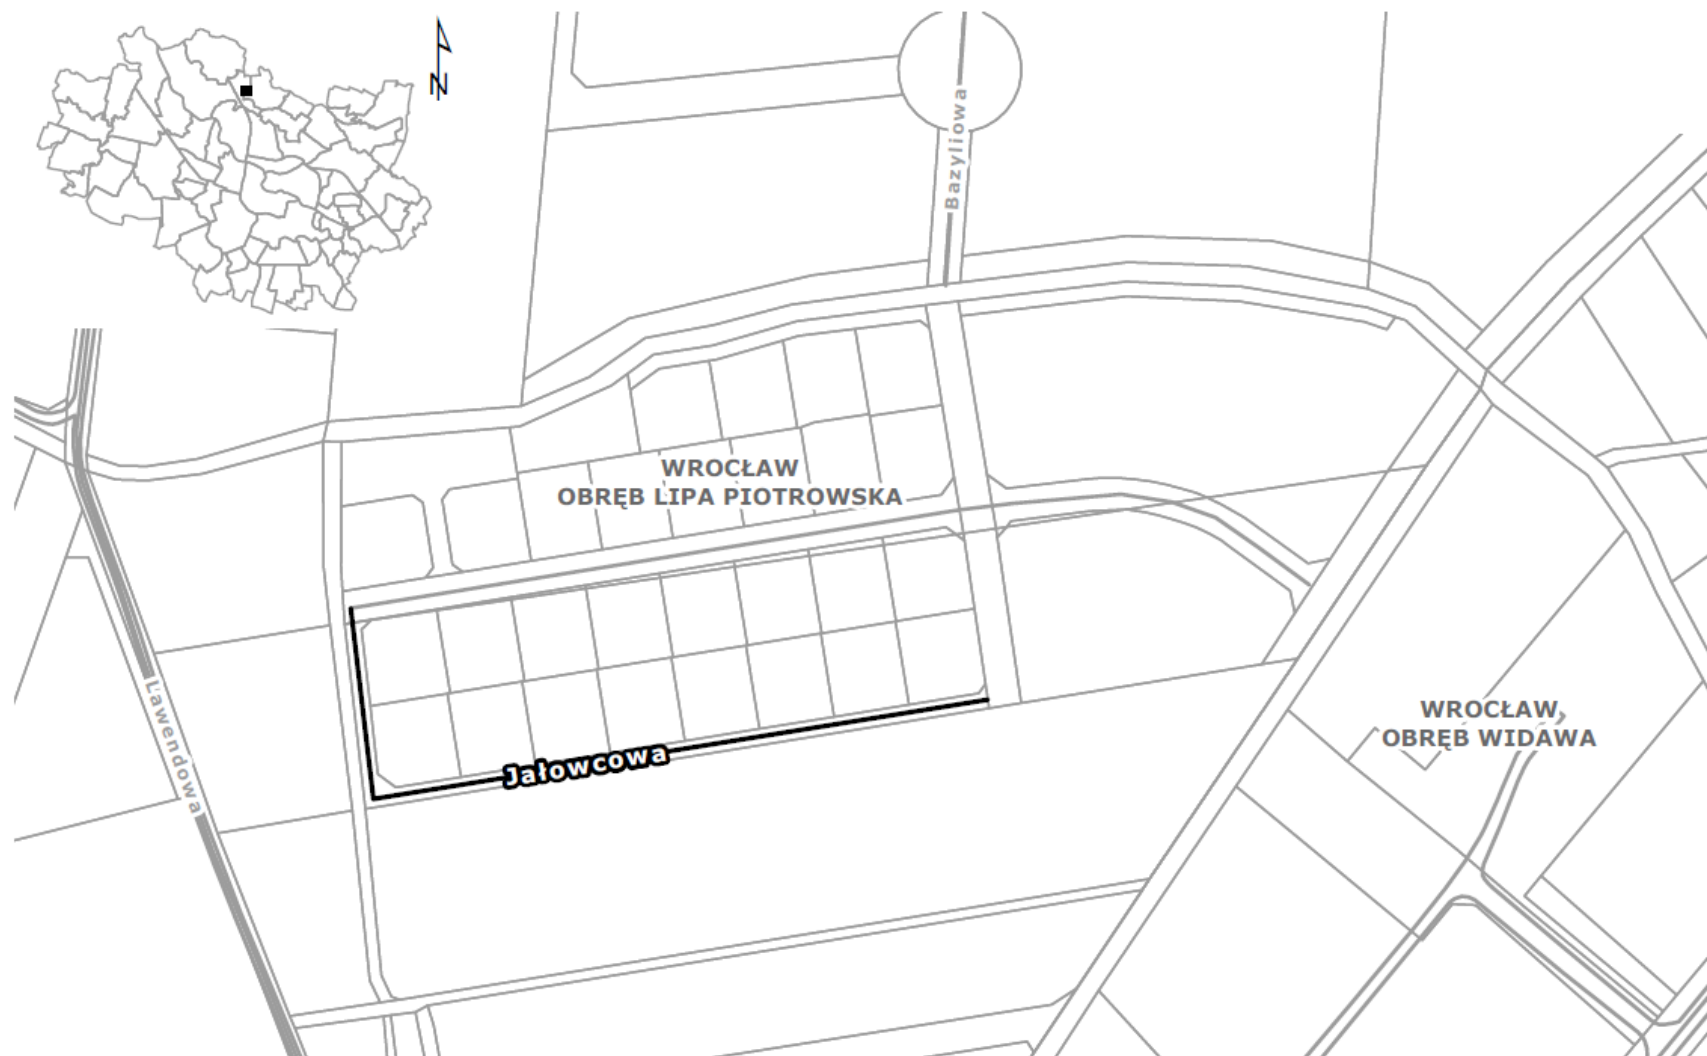 N
Bazyliowa
WROCŁAW
OBRĘB LIPA PIOTROWSKA
Lawendowa
Jałowcowa
WROCŁAW
OBRĘB WIDAWA